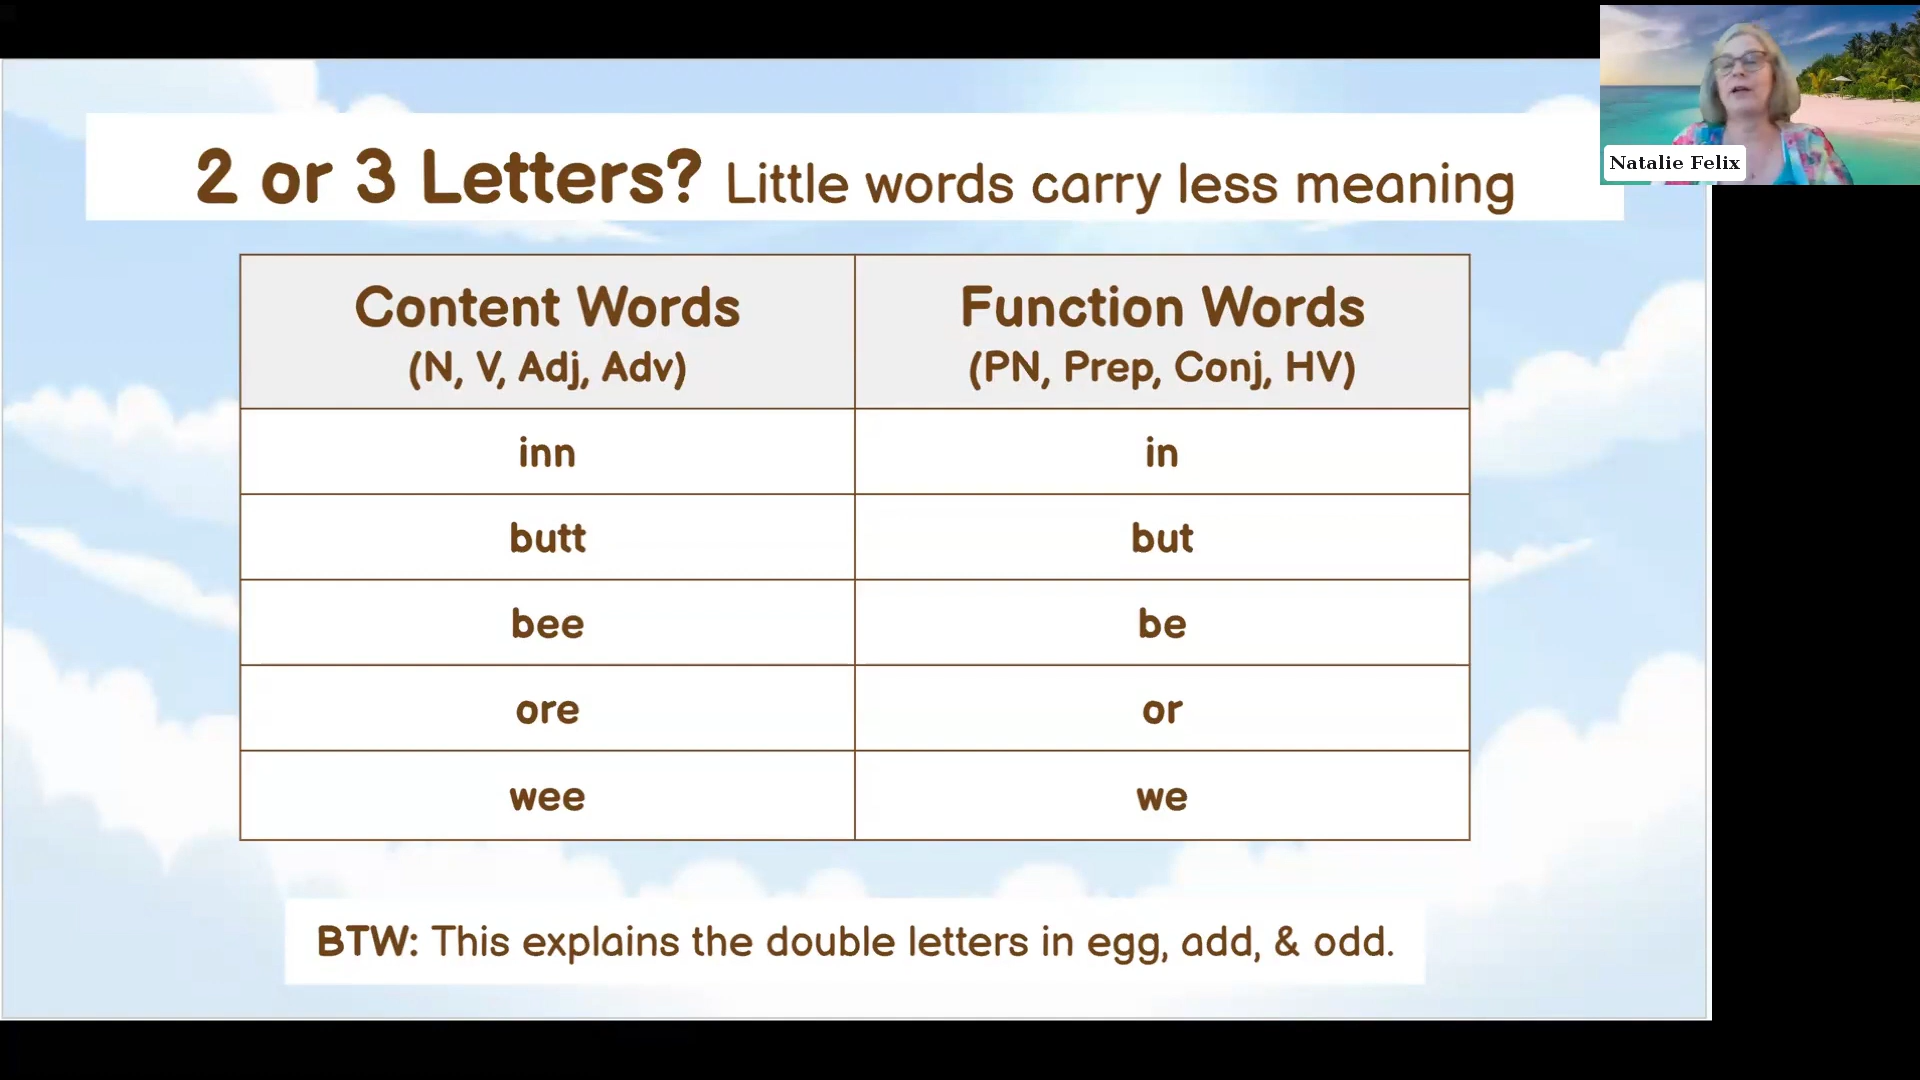 2 or 3 Letters? Little words carry less meaning
Natalie Felix
Content Words
(N, V, Adj, Adv)
Function Words
(PN, Prep, Conj, HV)
inn
in
butt
but
bee
be
ore
or
wee
we
BTW: This explains the double letters in egg, add, & odd.